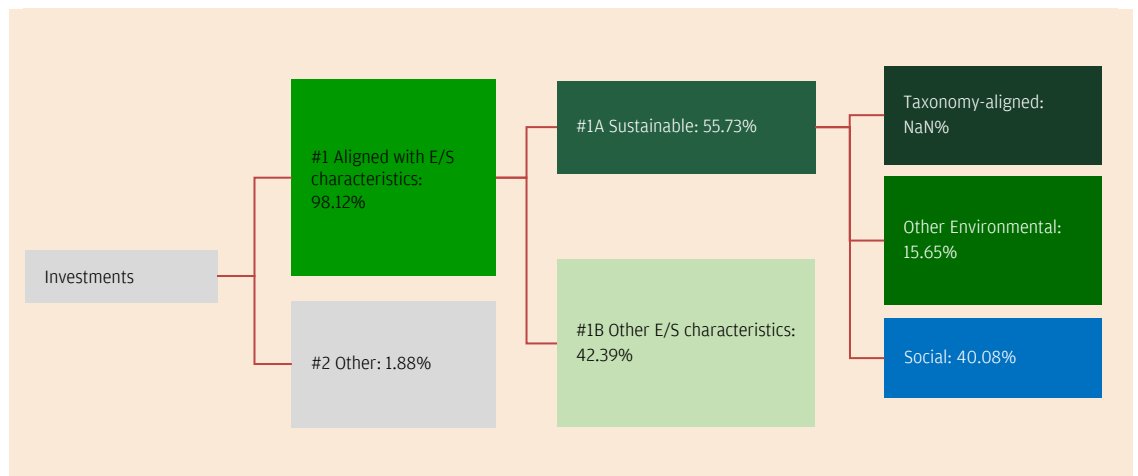 Investments
#1 Aligned with E/S
characteristics:
98.12%
#2 Other: 1.88%
#1A Sustainable: 55.73%
#1B Other E/S characteristics:
42.39%
Taxonomy-aligned:
NaN%
Other Environmental:
15.65%
Social: 40.08%